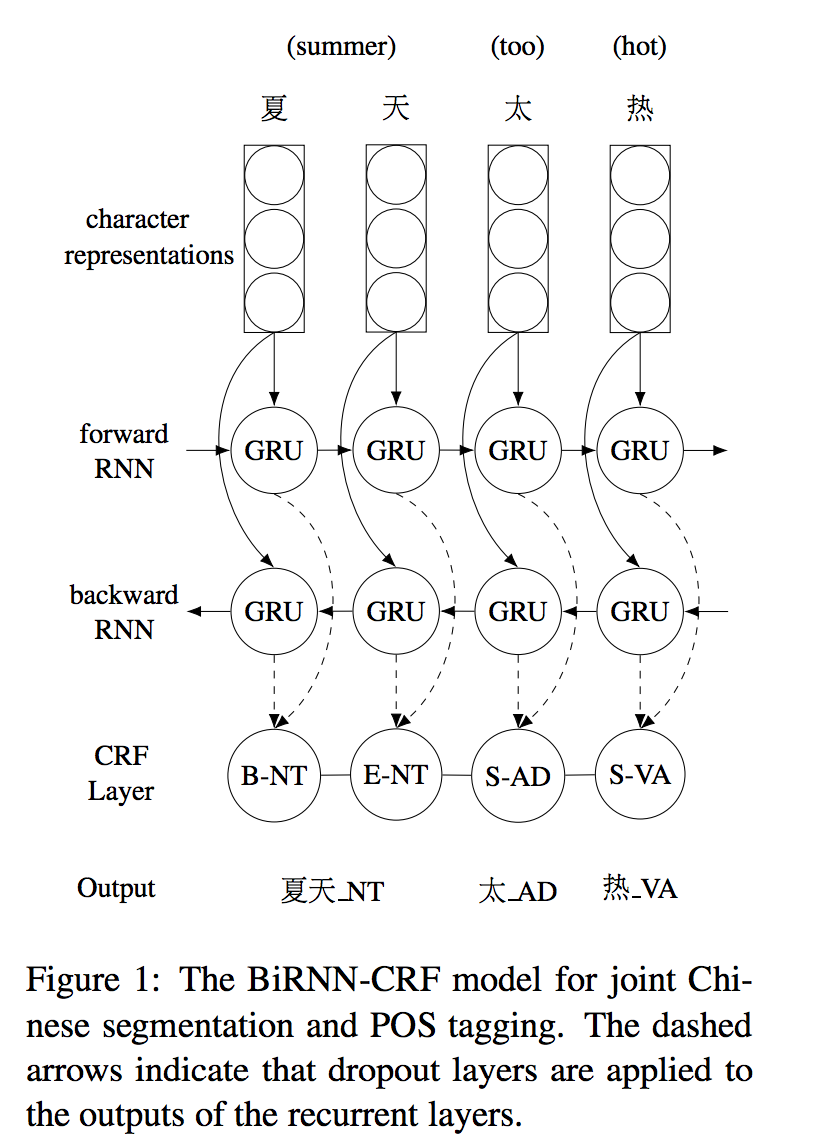 (summer) (too) (hot)
夏 天 太 热
character
representations
forward
RNN
GRU GRU GRU GRU
backward
RNN
GRU GRU GRU GRU
CRF
Layer
B-NT E-NT S-AD S-VA
Output 夏天_NT 太_AD 热_VA
Figure 1: The BiRNN-CRF model for joint Chi-
nese segmentation and POS tagging. The dashed
arrows indicate that dropout layers are applied to
the outputs of the recurrent layers.